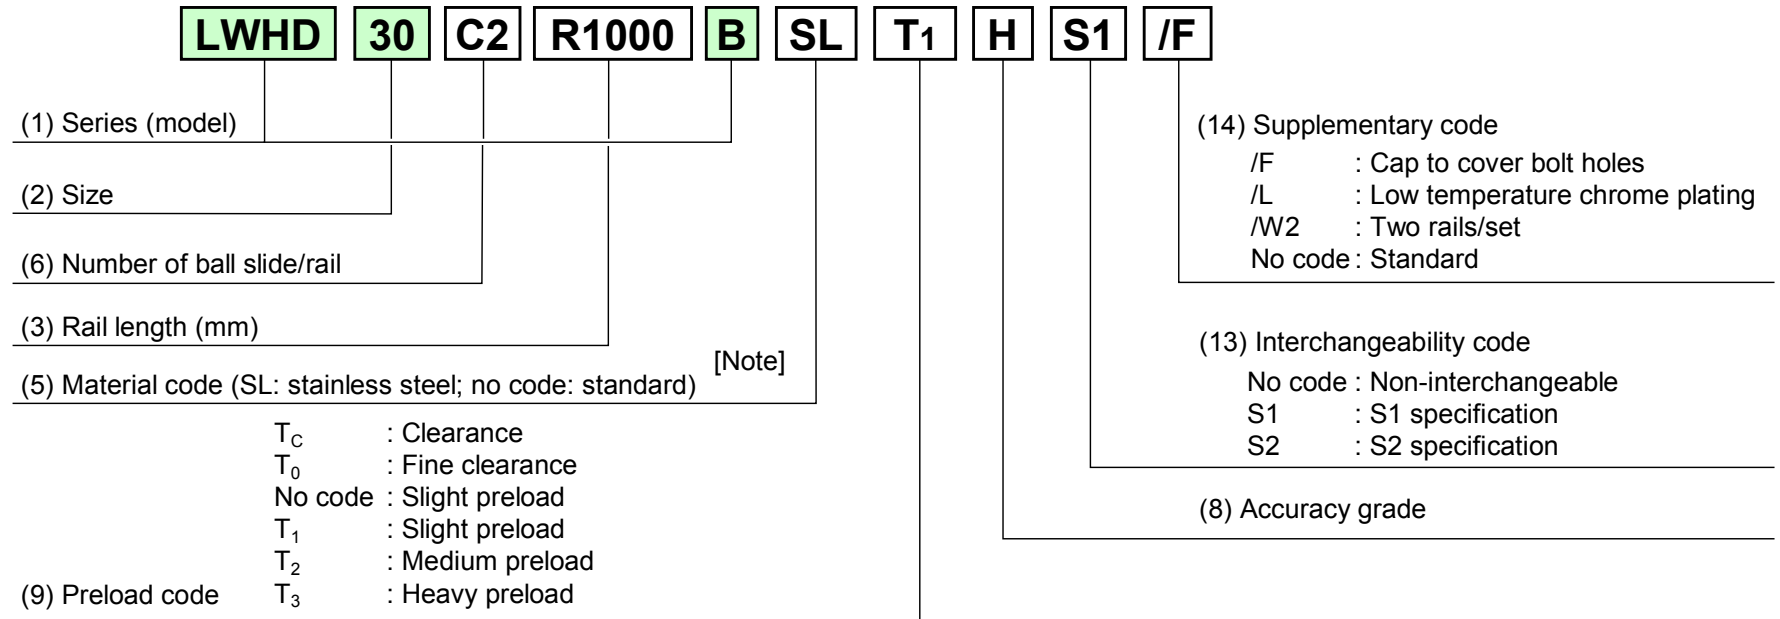 LWHD 30 C2 R1000 B SL T1 H S1 /F
(1) Series (model)
(2) Size
(6) Number of ball slide/rail
(3) Rail length (mm)
[Note]
(5) Material code (SL: stainless steel; no code: standard)
TC : Clearance
T0 : Fine clearance
No code : Slight preload
T1 : Slight preload
T2 : Medium preload
(9) Preload code T3 : Heavy preload
(14) Supplementary code
/F : Cap to cover bolt holes
/L : Low temperature chrome plating
/W2 : Two rails/set
No code : Standard
(13) Interchangeability code
No code : Non-interchangeable
S1 : S1 specification
S2 : S2 specification
(8) Accuracy grade